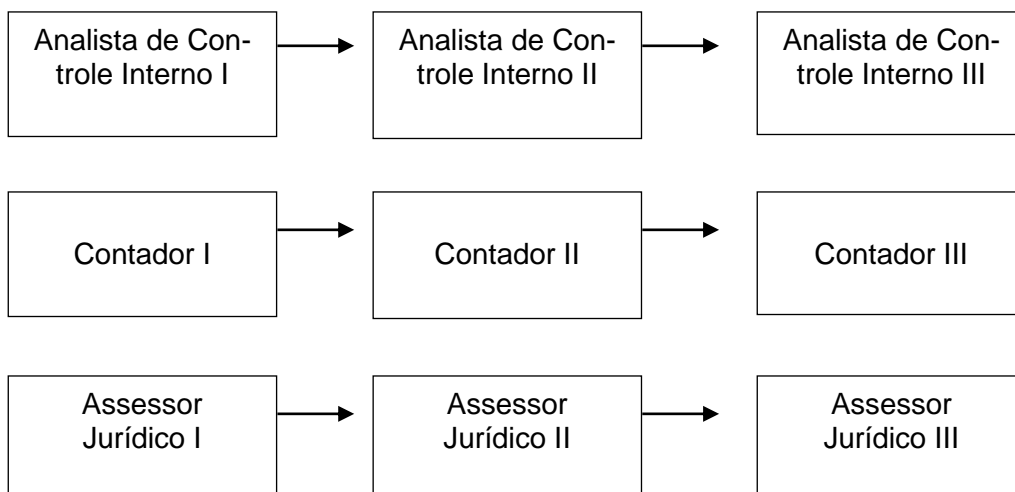 Analista de Con-
trole Interno I
Analista de Con-
trole Interno II
Analista de Con-
trole Interno III
Contador I
Contador II
Contador III
Assessor
Jurídico I
Assessor
Jurídico II
Assessor
Jurídico III